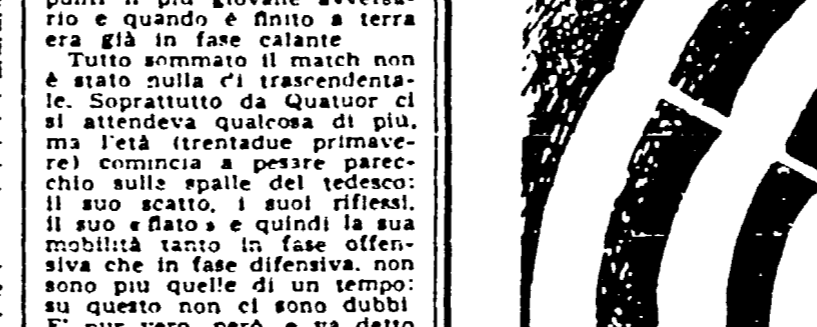 punti il più giovane avversa-
rio e quando è finito a terra
era già in fase calante
Tutto sommato il match non
è stato nulla di trascendenta-
le. Soprattutto da Quatuor ci
si attendeva qualcosa di più,
ma l'età (trentadue primave-
re) comincia a pesare parec-
chio sulle spalle del tedesco:
il suo scatto, i suoi riflessi,
il suo « fiato » e quindi la sua
mobilità tanto in fase offen-
siva che in fase difensiva, non
sono più quelle di un tempo:
su questo non ci sono dubbi
E' pur vero, però, e va detto